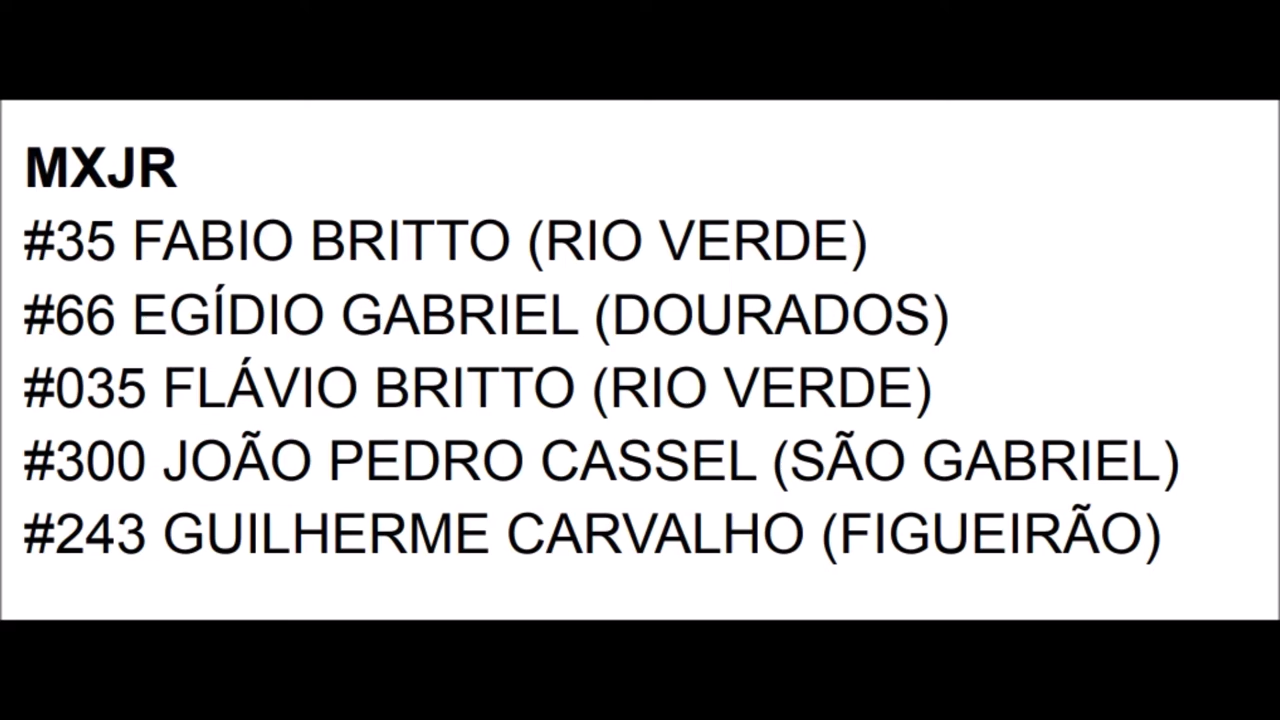 MXJR
#35 FABIO BRITTO (RIO VERDE)
#66 EGÍDIO GABRIEL (DOURADOS)
#035 FLÁVIO BRITTO (RIO VERDE)
#300 JOÃO PEDRO CASSEL (SÃO GABRIEL)
#243 GUILHERME CARVALHO (FIGUEIRÃO)